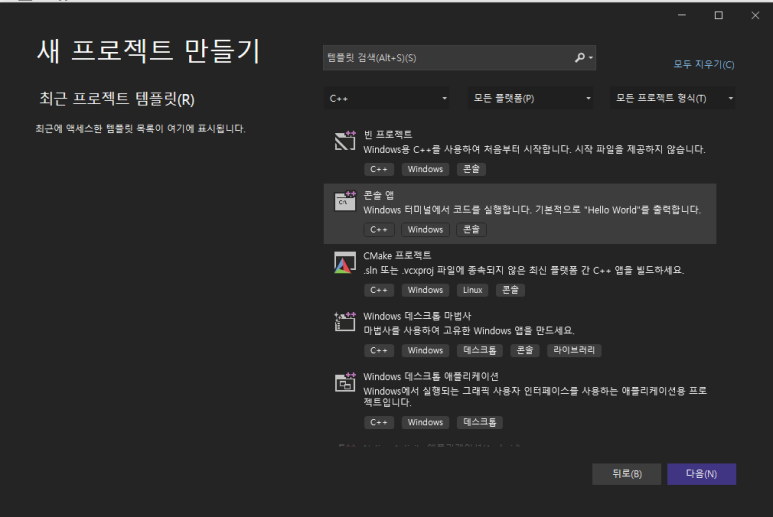 새 프로젝트 만들기
최근 프로젝트 템플릿(R)
최근에 액세스한 템플릿 목록이 여기에 표시됩니다.
템플릿 검색(Alt+S)(S)
모두 지우기(C)
C++ 모든 플랫폼(P) 모든 프로젝트 형식(T)
빈 프로젝트
Windows용 C++를 사용하여 처음부터 시작합니다. 시작 파일을 제공하지 않습니다.
C++ Windows 콘솔
콘솔 앱
Windows 터미널에서 코드를 실행합니다. 기본적으로 "Hello World"를 출력합니다.
C++ Windows 콘솔
CMake 프로젝트
.sln 또는 .vcxproj 파일에 종속되지 않은 최신 플랫폼 간 C++ 앱을 빌드하세요.
C++ Windows Linux 콘솔
Windows 데스크톱 마법사
마법사를 사용하여 고유한 Windows 앱을 만드세요.
C++ Windows 데스크톱 콘솔 라이브러리
Windows 데스크톱 애플리케이션
Windows에서 실행되는 그래픽 사용자 인터페이스를 사용하는 애플리케이션용 프로
젝트입니다.
C++ Windows 데스크톱
뒤로(B) 다음(N)